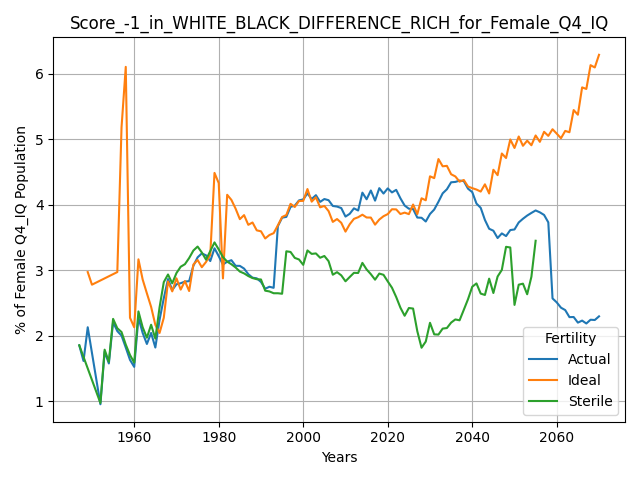 Score_-1_in_WHITE_BLACK_DIFFERENCE_RICH_for_Female_Q4_IQ
% of Female Q4_IQ Population
6
5
4
3
2
1
1960 1980 2000 2020 2040 2060
Years
Fertility
Actual
Ideal
Sterile